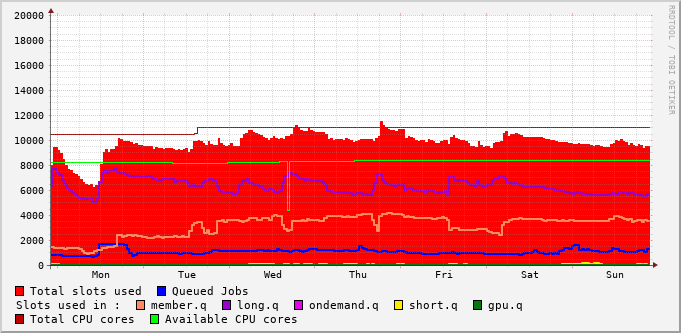 20000
18000
16000
14000
12000
10000
8000
6000
4000
2000
0
Mon Tue Wed Thu Fri Sat Sun
RRDTOOL / TOBI OETIKER
Total slots used Queued Jobs
Slots used in : member.q long.q ondemand.q short.q gpu.q
Total CPU cores Available CPU cores